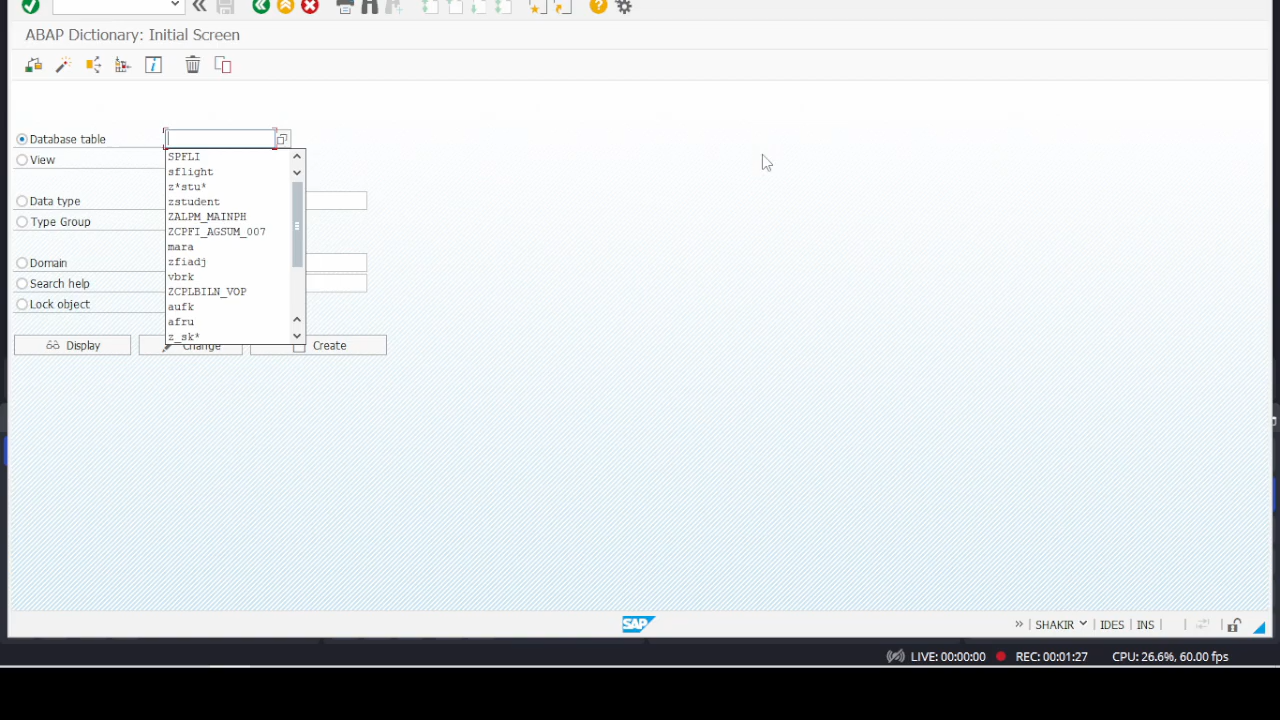 ABAP Dictionary: Initial Screen
Database table
SPFLI
View
sflight
z*stu*
Data type
zstudent
Type Group
ZALPM_MAINPH
ZCPFI_AGSUM_007
mara
Domain
zfiadj
Search help
vbrk
ZCPLBILN_VOP
Lock object
aufk
afru
z_sk*
Display
Change
Create
SAP
SHAKIR
IDES
INS
LIVE: 00:00:00
REC: 00:01:27
CPU: 26.6%, 60.00 fps